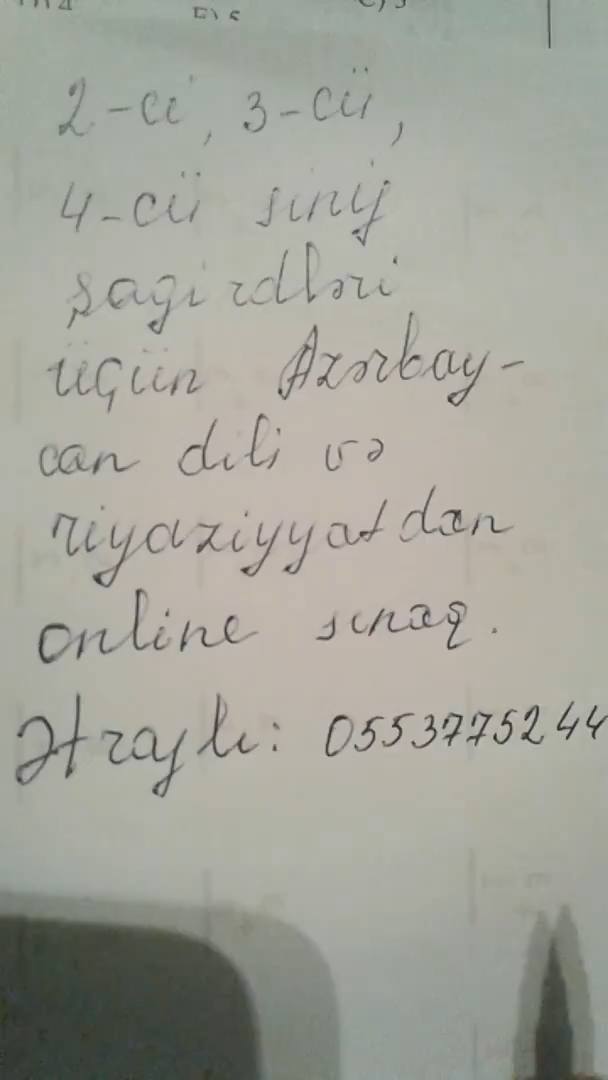 2-ci, 3-cü,
4-cü sinif
şagirdləri
üçün Azərbay-
can dili və
riyaziyyatdan
online sınaq.
Ətraflı: 0553775244